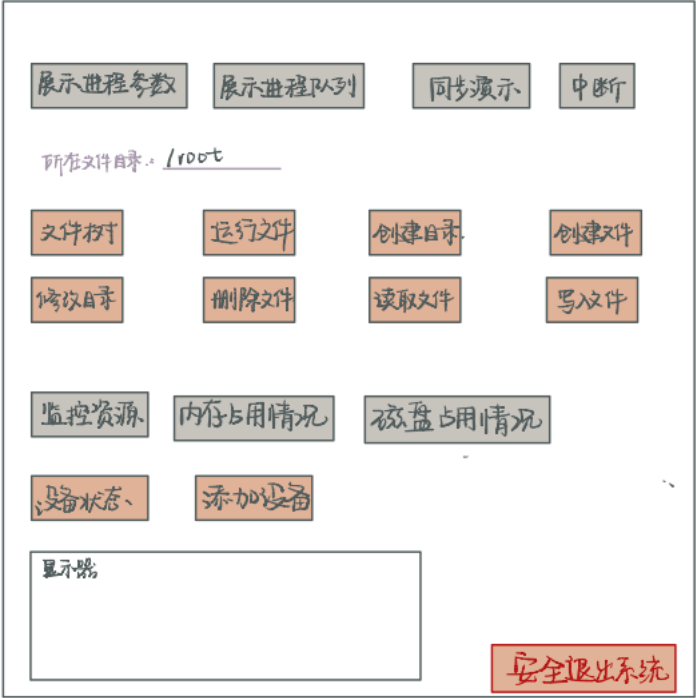 展示进程参数 展示进程队列 同步演示 中断
所在文件目录: /root
文件树 运行文件 创建目录 创建文件
修改目录 删除文件 读取文件 写入文件
监控资源 内存占用情况 磁盘占用情况
设备状态 添加设备
显示器
安全退出系统